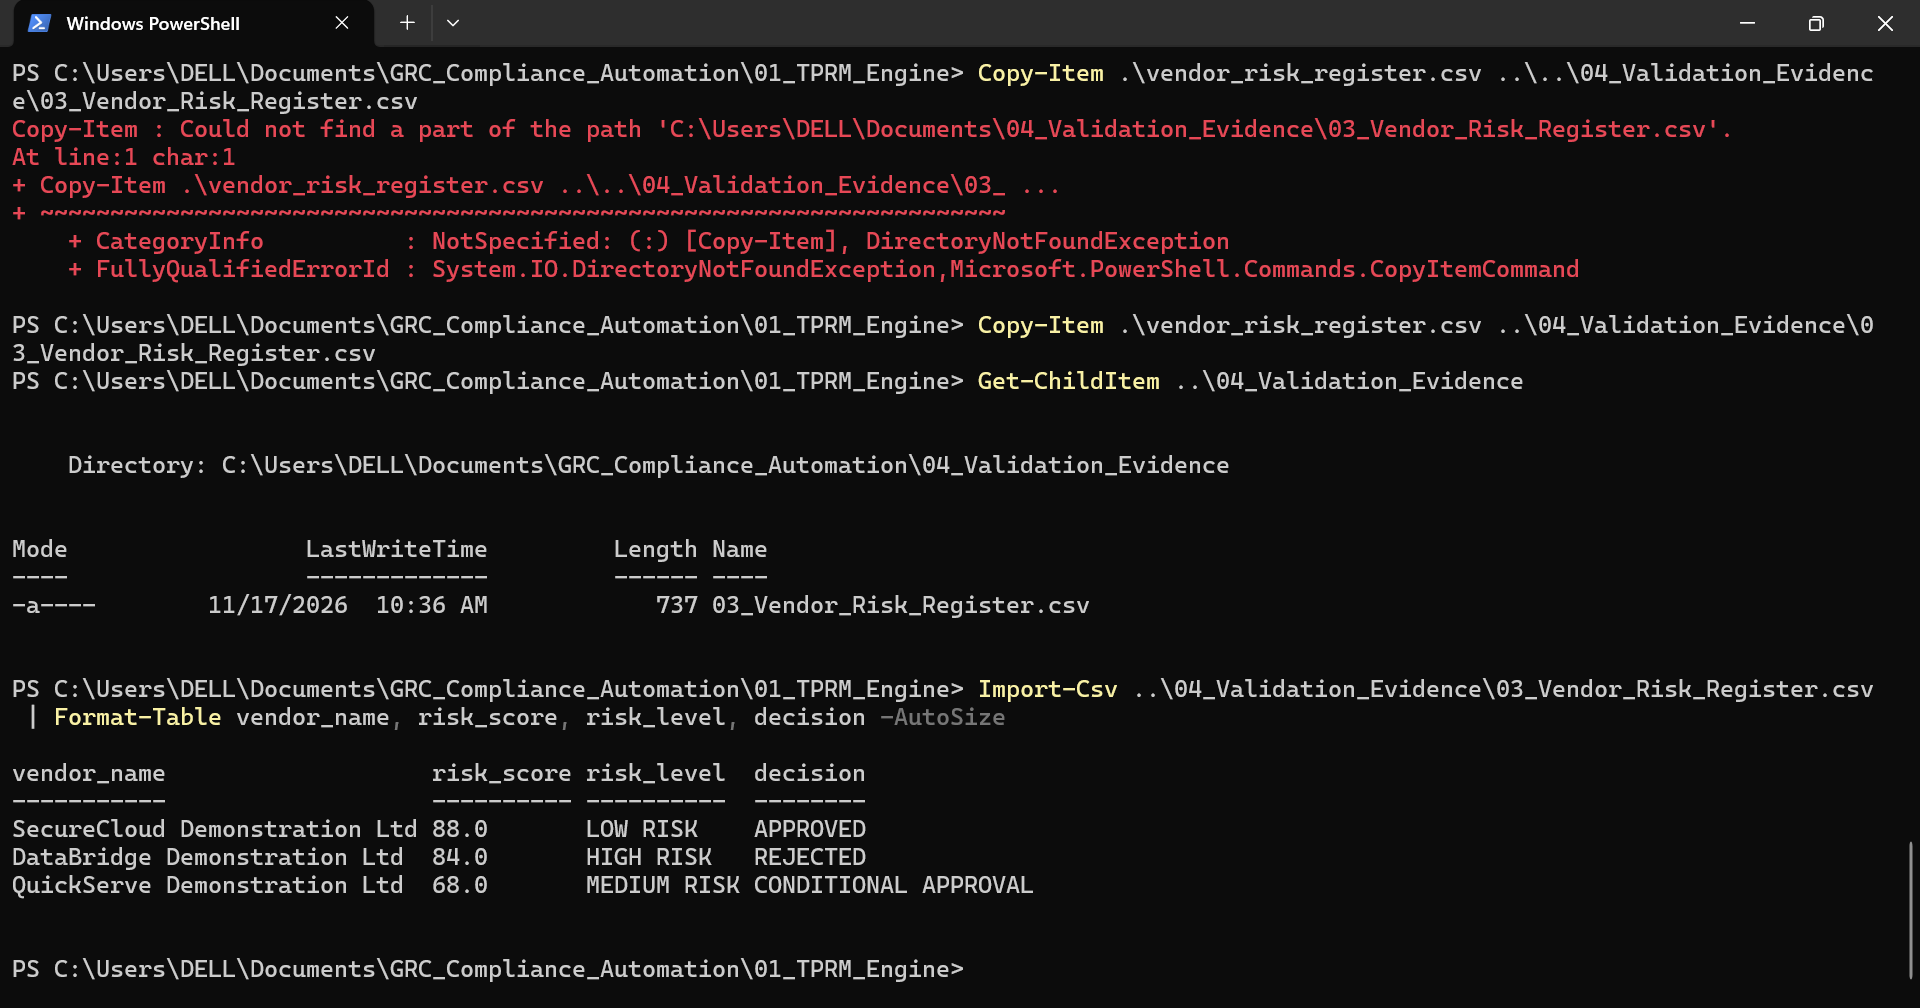 Windows PowerShell
PS C:\Users\DELL\Documents\GRC_Compliance_Automation\01_TPRM_Engine> Copy-Item .\vendor_risk_register.csv ..\..\04_Validation_Evidenc
e\03_Vendor_Risk_Register.csv
Copy-Item : Could not find a part of the path 'C:\Users\DELL\Documents\04_Validation_Evidence\03_Vendor_Risk_Register.csv'.
At line:1 char:1
+ Copy-Item .\vendor_risk_register.csv ..\..\04_Validation_Evidence\03_ ...
+ ~~~~~~~~~~~~~~~~~~~~~~~~~~~~~~~~~~~~~~~~~~~~~~~~~~~~~~~~~~~~~~~~~~~~~
    + CategoryInfo          : NotSpecified: (:) [Copy-Item], DirectoryNotFoundException
    + FullyQualifiedErrorId : System.IO.DirectoryNotFoundException,Microsoft.PowerShell.Commands.CopyItemCommand
PS C:\Users\DELL\Documents\GRC_Compliance_Automation\01_TPRM_Engine> Copy-Item .\vendor_risk_register.csv ..\04_Validation_Evidence\0
3_Vendor_Risk_Register.csv
PS C:\Users\DELL\Documents\GRC_Compliance_Automation\01_TPRM_Engine> Get-ChildItem ..\04_Validation_Evidence
    Directory: C:\Users\DELL\Documents\GRC_Compliance_Automation\04_Validation_Evidence
Mode                 LastWriteTime         Length Name
----                 -------------         ------ ----
-a----        11/17/2026  10:36 AM            737 03_Vendor_Risk_Register.csv
PS C:\Users\DELL\Documents\GRC_Compliance_Automation\01_TPRM_Engine> Import-Csv ..\04_Validation_Evidence\03_Vendor_Risk_Register.csv
 | Format-Table vendor_name, risk_score, risk_level, decision -AutoSize
vendor_name                   risk_score risk_level  decision
-----------                   ---------- ----------  --------
SecureCloud Demonstration Ltd 88.0       LOW RISK    APPROVED
DataBridge Demonstration Ltd  84.0       HIGH RISK   REJECTED
QuickServe Demonstration Ltd  68.0       MEDIUM RISK CONDITIONAL APPROVAL
PS C:\Users\DELL\Documents\GRC_Compliance_Automation\01_TPRM_Engine>